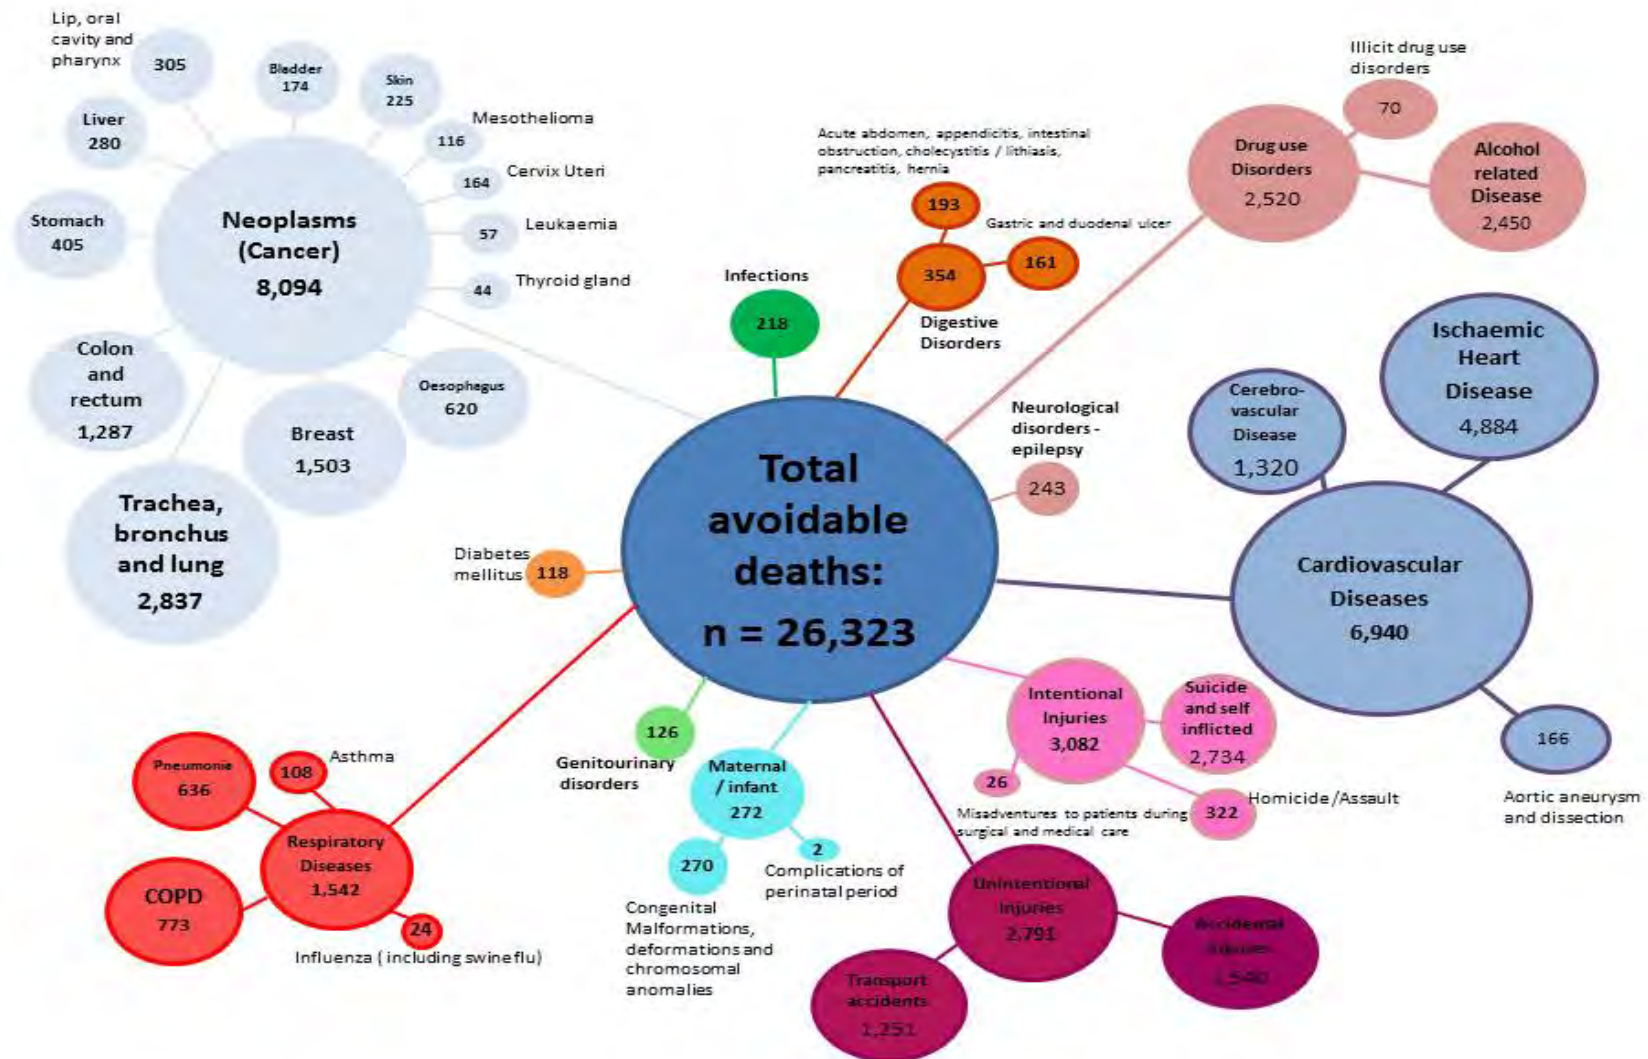 Lip, oral
cavity and
pharynx
305
Bladder
174
Skin
225
Liver
280
Mesothelioma
116
164
Cervix Uteri
Stomach
405
Neoplasms
(Cancer)
8,094
57
Leukaemia
44
Thyroid gland
Colon
and
rectum
1,287
Oesophagus
620
Breast
1,503
Trachea,
bronchus
and lung
2,837
Infections
218
Acute abdomen, appendicitis, intestinal
obstruction, cholecystitis / lithiasis,
pancreatitis, hernia
193
Gastric and duodenal ulcer
161
354
Digestive
Disorders
Illicit drug use
disorders
70
Drug use
Disorders
2,520
Alcohol
related
Disease
2,450
Neurological
disorders -
epilepsy
243
Ischaemic
Heart
Disease
4,884
Cerebro-
vascular
Disease
1,320
Cardiovascular
Diseases
6,940
166
Aortic aneurysm
and dissection
Total
avoidable
deaths:
n = 26,323
Diabetes
mellitus
118
126
Genitourinary
disorders
Maternal
/ infant
272
270
Congenital
Malformations,
deformations and
chromosomal
anomalies
2
Complications of
perinatal period
Intentional
Injuries
3,082
Suicide
and self
inflicted
2,734
26
Misadventures to patients during
surgical and medical care
322
Homicide /Assault
Unintentional
Injuries
2,791
Accidental
Injuries
1,540
Transport
accidents
1,251
Pneumonie
636
108
Asthma
Respiratory
Diseases
1,542
COPD
773
24
Influenza ( including swine flu)